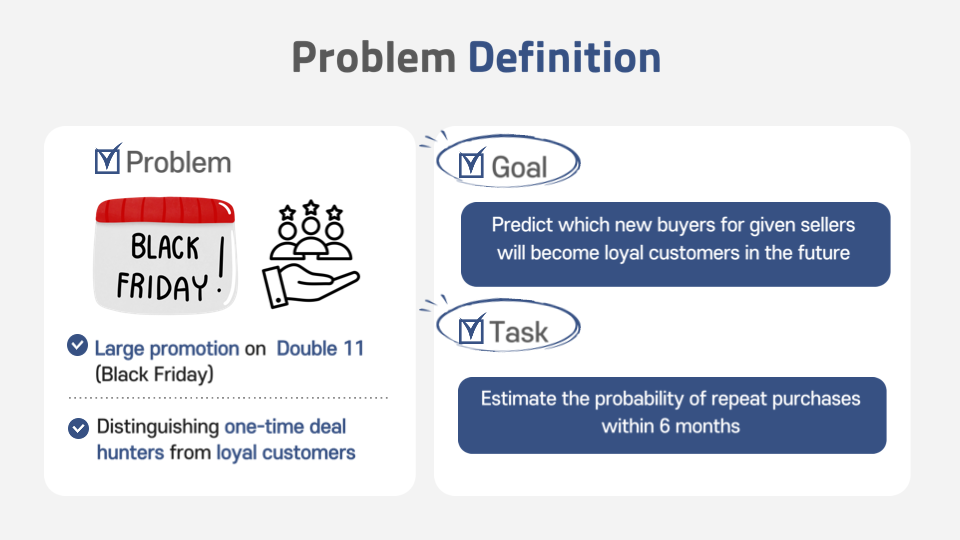 Problem Definition
Problem
BLACK
FRIDAY!
Large promotion on Double 11
(Black Friday)
Distinguishing one-time deal
hunters from loyal customers
Goal
Predict which new buyers for given sellers
will become loyal customers in the future
Task
Estimate the probability of repeat purchases
within 6 months